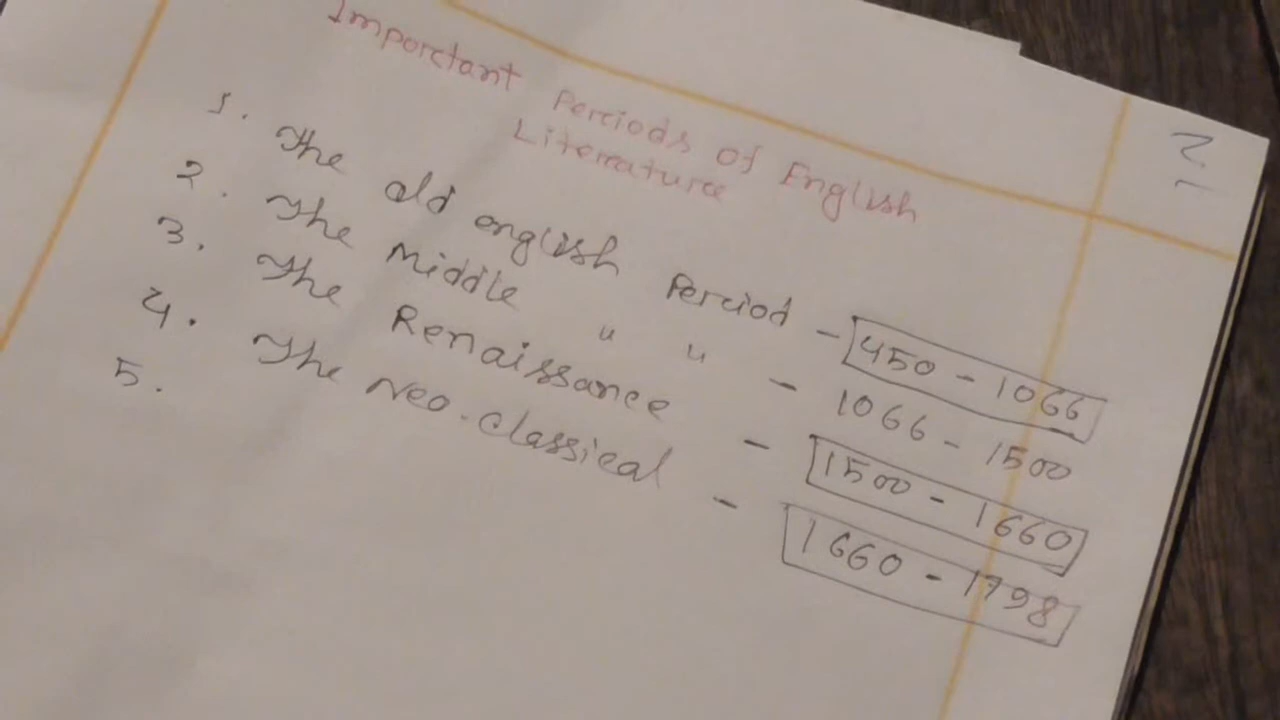 Important Periods of English
Literature
2
1. The old english Period - 450 - 1066
2. The Middle " " - 1066 - 1500
3. The Renaissance - 1500 - 1660
4. The Neo-classical - 1660 - 1798
5.